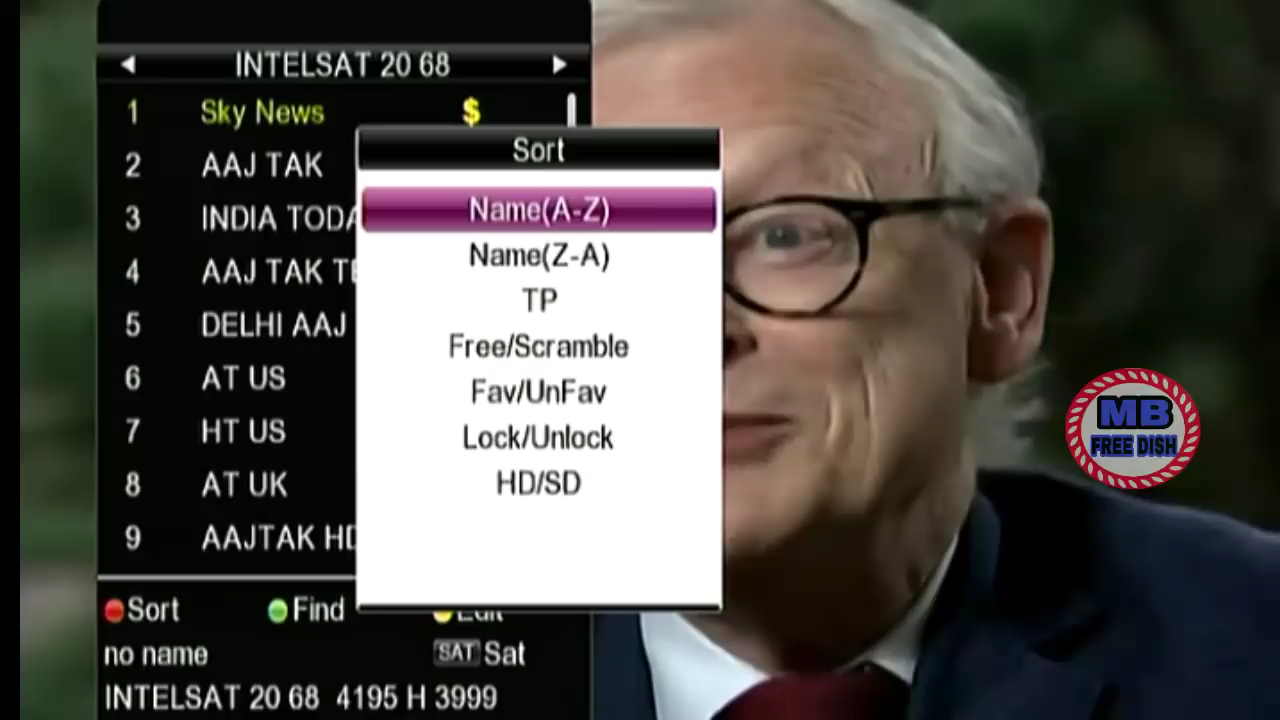 INTELSAT 20 68
1 Sky News $
2 AAJ TAK
3 INDIA TODA
4 AAJ TAK TE
5 DELHI AAJ
6 AT US
7 HT US
8 AT UK
9 AAJTAK HD
Sort
Name(A-Z)
Name(Z-A)
TP
Free/Scramble
Fav/UnFav
Lock/Unlock
HD/SD
Sort Find Edit
no name SAT Sat
INTELSAT 20 68 4195 H 3999
MB
FREE DISH